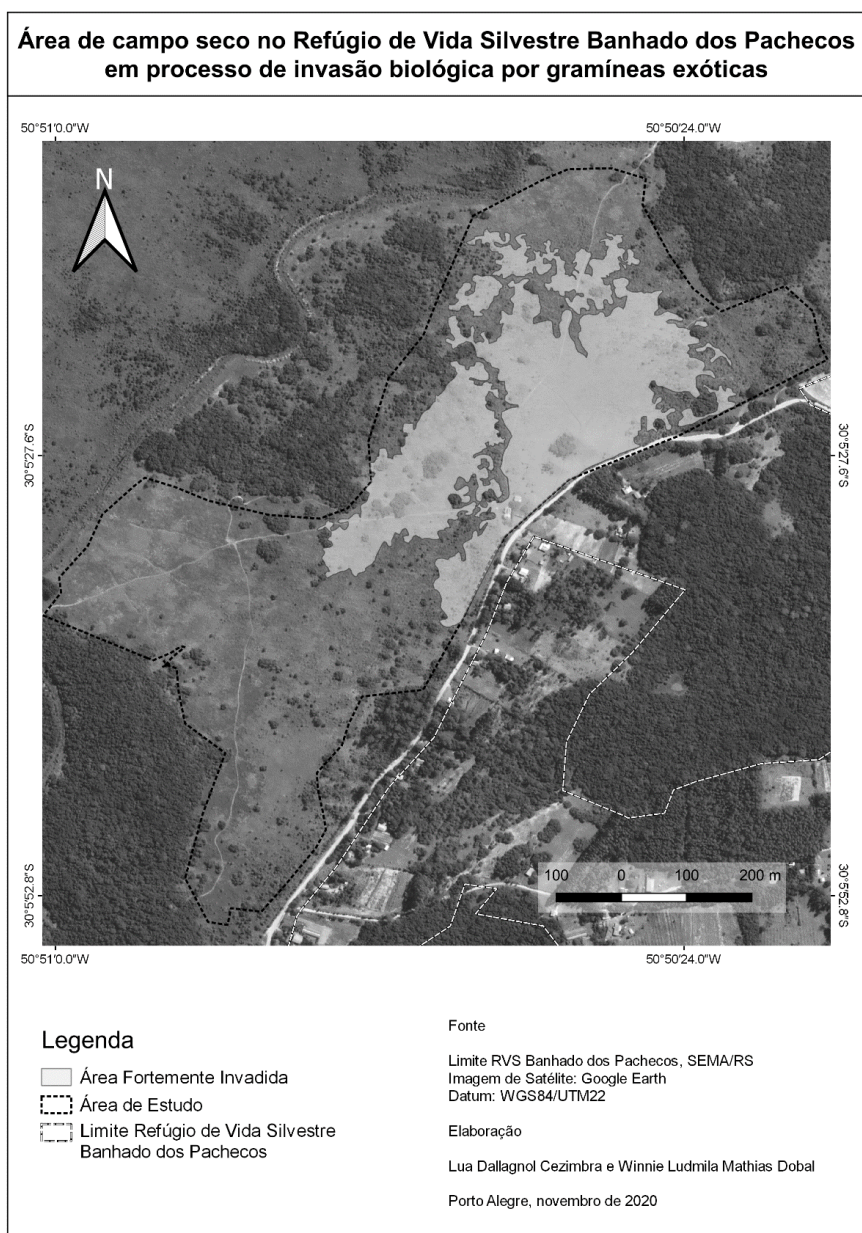 Área de campo seco no Refúgio de Vida Silvestre Banhado dos Pachecos
em processo de invasão biológica por gramíneas exóticas
50°51'0.0"W
50°50'24.0"W
N
30°5'27.6"S
30°5'27.6"S
30°5'52.8"S
30°5'52.8"S
100 0 100 200 m
50°51'0.0"W
50°50'24.0"W
Legenda
Área Fortemente Invadida
Área de Estudo
Limite Refúgio de Vida Silvestre
Banhado dos Pachecos
Fonte
Limite RVS Banhado dos Pachecos, SEMA/RS
Imagem de Satélite: Google Earth
Datum: WGS84/UTM22
Elaboração
Lua Dallagnol Cezimbra e Winnie Ludmila Mathias Dobal
Porto Alegre, novembro de 2020